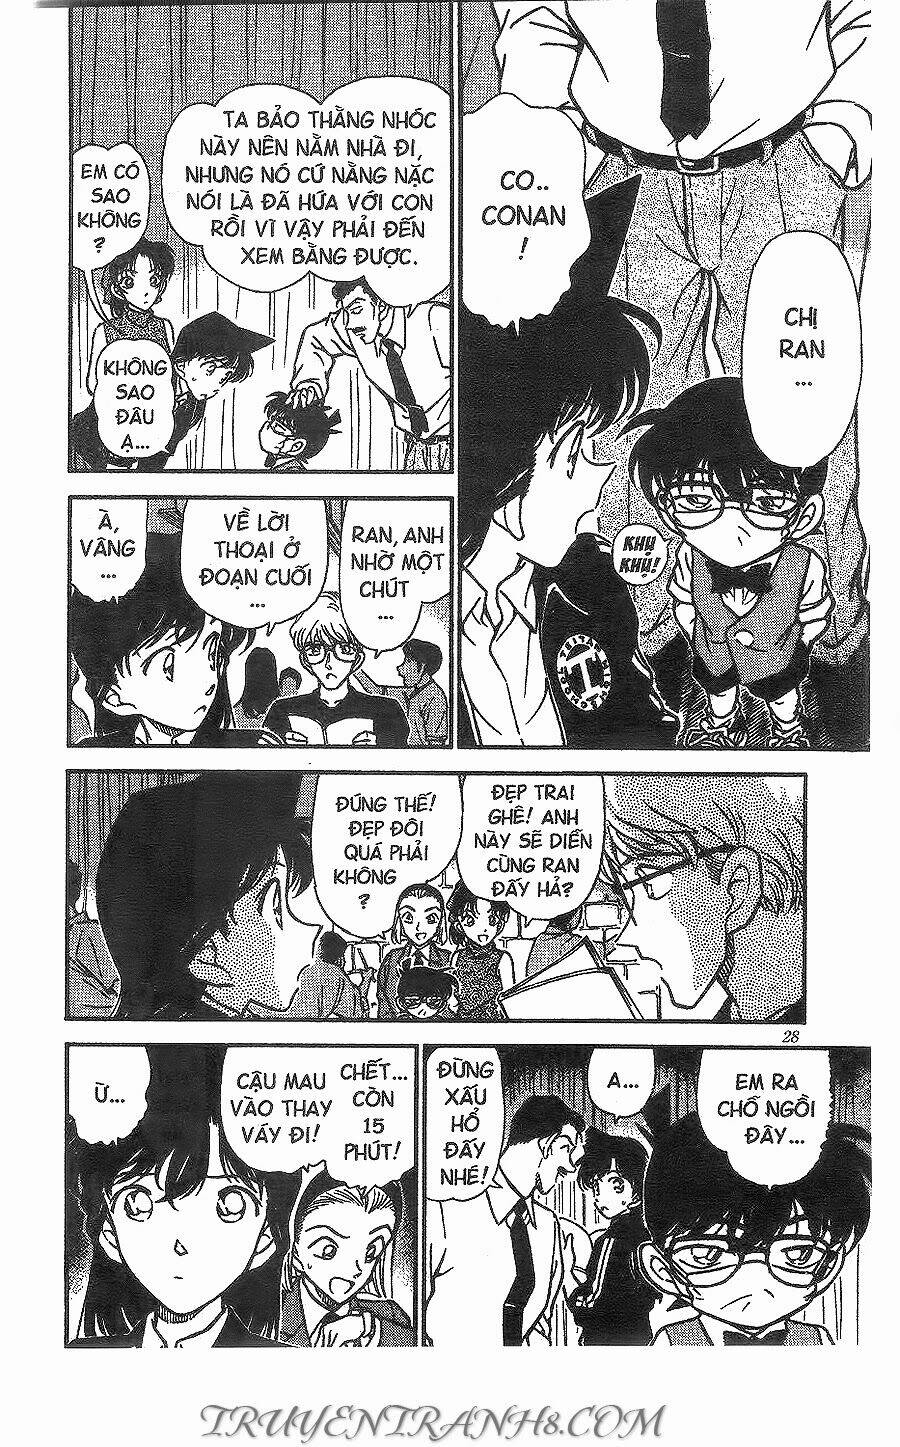 CO..
CONAN
!
CHỊ
RAN
...
KHỤ
KHỤ!
TA BẢO THẰNG NHÓC
NÀY NÊN NẰM NHÀ ĐI,
NHƯNG NÓ CỨ NẰNG NẶC
NÓI LÀ ĐÃ HỨA VỚI CON
RỒI VÌ VẬY PHẢI ĐẾN
XEM BẰNG ĐƯỢC.
EM CÓ
SAO
KHÔNG
?
KHÔNG
SAO
ĐÂU
Ạ...
RAN, ANH
NHỜ MỘT
CHÚT
...
VỀ LỜI
THOẠI Ở
ĐOẠN CUỐI
...
À,
VÂNG
...
ĐẸP TRAI
GHÊ! ANH
NÀY SẼ DIỄN
CÙNG RAN
ĐẤY HẢ?
ĐÚNG THẾ!
ĐẸP ĐÔI
QUÁ PHẢI
KHÔNG
?
28
EM RA
CHỖ NGỒI
ĐÂY...
A...
ĐỪNG
XẤU
HỔ
ĐẤY
NHÉ!
CHẾT...
CÒN
15
PHÚT!
CẬU MAU
VÀO THAY
VÁY ĐI!
Ừ...
TRUYENTRANH8.COM